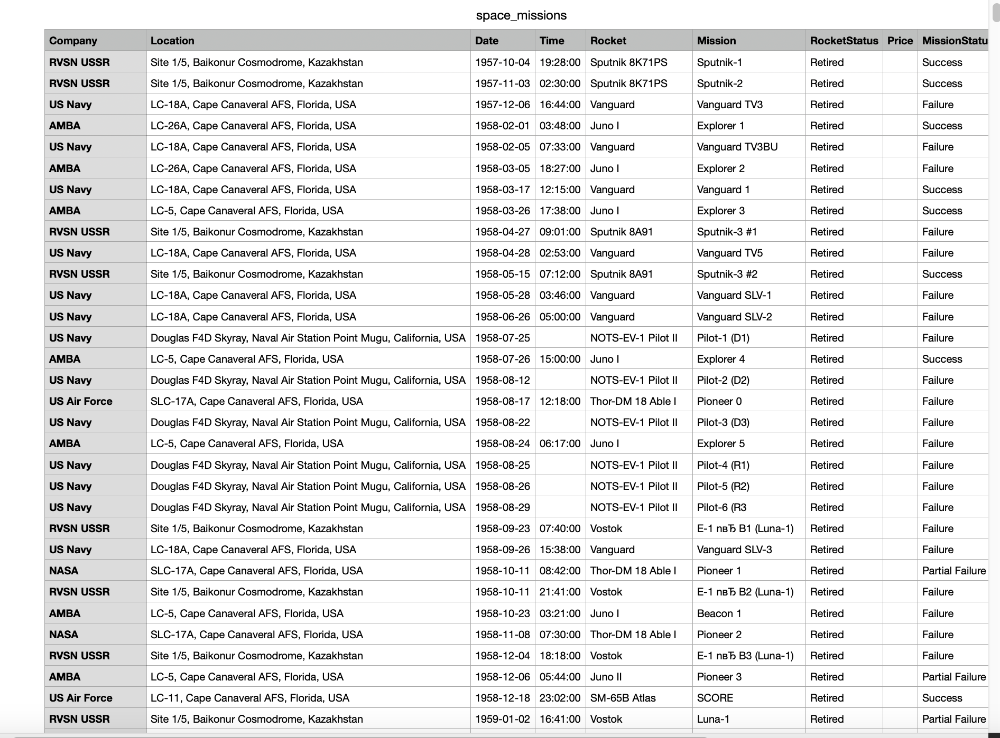 space_missions
Company Location Date Time Rocket Mission RocketStatus Price MissionStatu
RVSN USSR Site 1/5, Baikonur Cosmodrome, Kazakhstan 1957-10-04 19:28:00 Sputnik 8K71PS Sputnik-1 Retired Success
RVSN USSR Site 1/5, Baikonur Cosmodrome, Kazakhstan 1957-11-03 02:30:00 Sputnik 8K71PS Sputnik-2 Retired Success
US Navy LC-18A, Cape Canaveral AFS, Florida, USA 1957-12-06 16:44:00 Vanguard Vanguard TV3 Retired Failure
AMBA LC-26A, Cape Canaveral AFS, Florida, USA 1958-02-01 03:48:00 Juno I Explorer 1 Retired Success
US Navy LC-18A, Cape Canaveral AFS, Florida, USA 1958-02-05 07:33:00 Vanguard Vanguard TV3BU Retired Failure
AMBA LC-26A, Cape Canaveral AFS, Florida, USA 1958-03-05 18:27:00 Juno I Explorer 2 Retired Failure
US Navy LC-18A, Cape Canaveral AFS, Florida, USA 1958-03-17 12:15:00 Vanguard Vanguard 1 Retired Success
AMBA LC-5, Cape Canaveral AFS, Florida, USA 1958-03-26 17:38:00 Juno I Explorer 3 Retired Success
RVSN USSR Site 1/5, Baikonur Cosmodrome, Kazakhstan 1958-04-27 09:01:00 Sputnik 8A91 Sputnik-3 #1 Retired Failure
US Navy LC-18A, Cape Canaveral AFS, Florida, USA 1958-04-28 02:53:00 Vanguard Vanguard TV5 Retired Failure
RVSN USSR Site 1/5, Baikonur Cosmodrome, Kazakhstan 1958-05-15 07:12:00 Sputnik 8A91 Sputnik-3 #2 Retired Success
US Navy LC-18A, Cape Canaveral AFS, Florida, USA 1958-05-28 03:46:00 Vanguard Vanguard SLV-1 Retired Failure
US Navy LC-18A, Cape Canaveral AFS, Florida, USA 1958-06-26 05:00:00 Vanguard Vanguard SLV-2 Retired Failure
US Navy Douglas F4D Skyray, Naval Air Station Point Mugu, California, USA 1958-07-25 NOTS-EV-1 Pilot II Pilot-1 (D1) Retired Failure
AMBA LC-5, Cape Canaveral AFS, Florida, USA 1958-07-26 15:00:00 Juno I Explorer 4 Retired Success
US Navy Douglas F4D Skyray, Naval Air Station Point Mugu, California, USA 1958-08-12 NOTS-EV-1 Pilot II Pilot-2 (D2) Retired Failure
US Air Force SLC-17A, Cape Canaveral AFS, Florida, USA 1958-08-17 12:18:00 Thor-DM 18 Able I Pioneer 0 Retired Failure
US Navy Douglas F4D Skyray, Naval Air Station Point Mugu, California, USA 1958-08-22 NOTS-EV-1 Pilot II Pilot-3 (D3) Retired Failure
AMBA LC-5, Cape Canaveral AFS, Florida, USA 1958-08-24 06:17:00 Juno I Explorer 5 Retired Failure
US Navy Douglas F4D Skyray, Naval Air Station Point Mugu, California, USA 1958-08-25 NOTS-EV-1 Pilot II Pilot-4 (R1) Retired Failure
US Navy Douglas F4D Skyray, Naval Air Station Point Mugu, California, USA 1958-08-26 NOTS-EV-1 Pilot II Pilot-5 (R2) Retired Failure
US Navy Douglas F4D Skyray, Naval Air Station Point Mugu, California, USA 1958-08-29 NOTS-EV-1 Pilot II Pilot-6 (R3 Retired Failure
RVSN USSR Site 1/5, Baikonur Cosmodrome, Kazakhstan 1958-09-23 07:40:00 Vostok E-1 пвЂ B1 (Luna-1) Retired Failure
US Navy LC-18A, Cape Canaveral AFS, Florida, USA 1958-09-26 15:38:00 Vanguard Vanguard SLV-3 Retired Failure
NASA SLC-17A, Cape Canaveral AFS, Florida, USA 1958-10-11 08:42:00 Thor-DM 18 Able I Pioneer 1 Retired Partial Failure
RVSN USSR Site 1/5, Baikonur Cosmodrome, Kazakhstan 1958-10-11 21:41:00 Vostok E-1 пвЂ B2 (Luna-1) Retired Failure
AMBA LC-5, Cape Canaveral AFS, Florida, USA 1958-10-23 03:21:00 Juno I Beacon 1 Retired Failure
NASA SLC-17A, Cape Canaveral AFS, Florida, USA 1958-11-08 07:30:00 Thor-DM 18 Able I Pioneer 2 Retired Failure
RVSN USSR Site 1/5, Baikonur Cosmodrome, Kazakhstan 1958-12-04 18:18:00 Vostok E-1 пвЂ B3 (Luna-1) Retired Failure
AMBA LC-5, Cape Canaveral AFS, Florida, USA 1958-12-06 05:44:00 Juno II Pioneer 3 Retired Partial Failure
US Air Force LC-11, Cape Canaveral AFS, Florida, USA 1958-12-18 23:02:00 SM-65B Atlas SCORE Retired Success
RVSN USSR Site 1/5, Baikonur Cosmodrome, Kazakhstan 1959-01-02 16:41:00 Vostok Luna-1 Retired Partial Failure